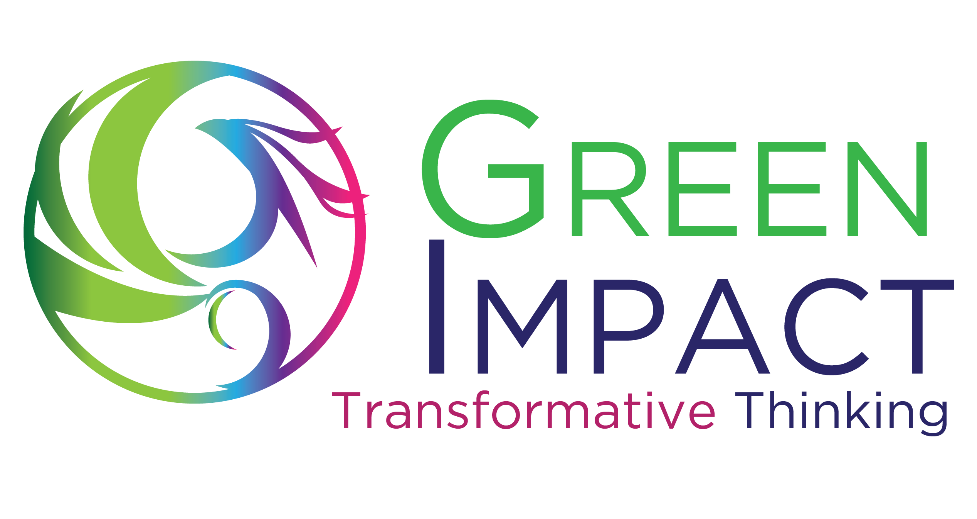 GREEN
IMPACT
Transformative Thinking